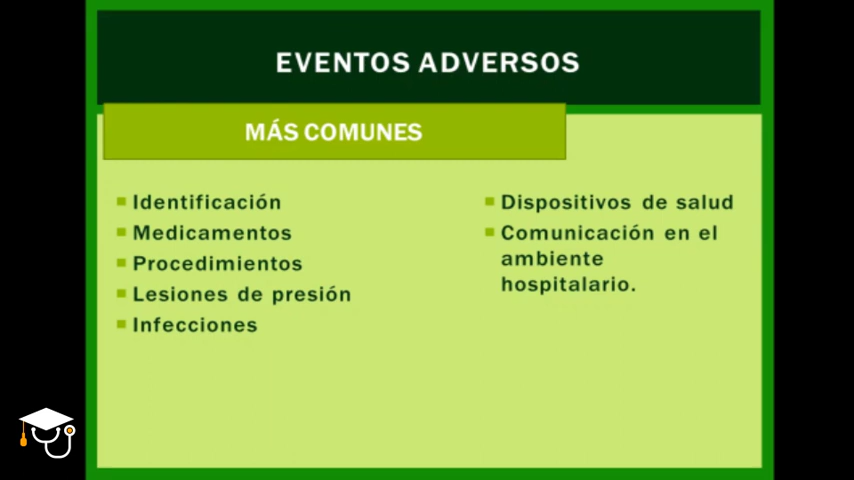 EVENTOS ADVERSOS
MÁS COMUNES
Identificación
Medicamentos
Procedimientos
Lesiones de presión
Infecciones
Dispositivos de salud
Comunicación en el
ambiente
hospitalario.